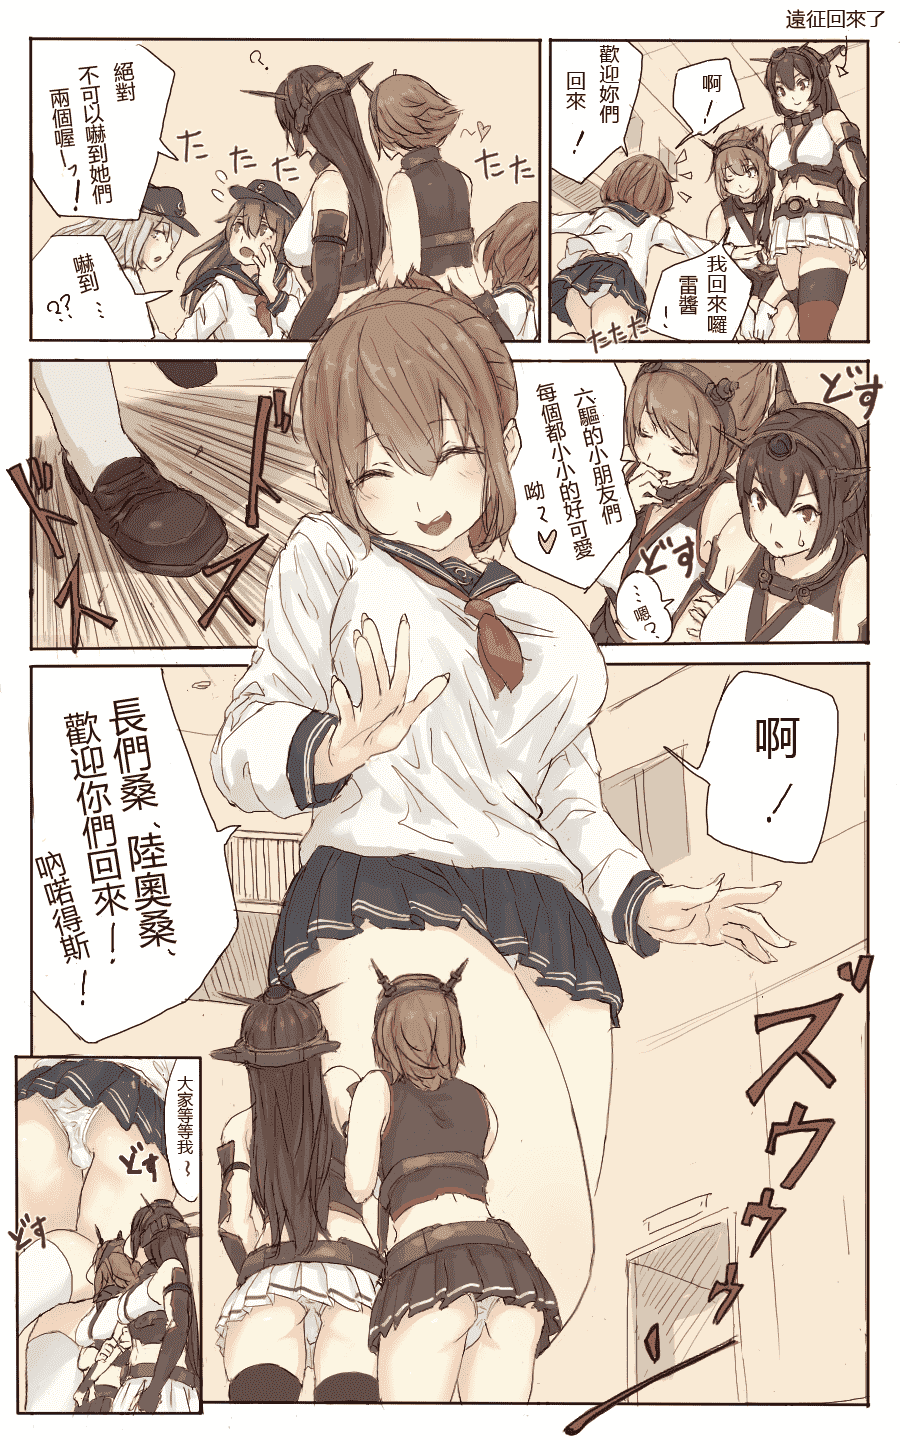 遠征回來了
啊!
歡迎妳們
回來!
我回來囉
雷醬
たたた
絕對
不可以嚇到她們
兩個喔ーっ!
嚇到…
??
?
た た た
たた
どす
六驅的小朋友們
每個都小小的好可愛
呦~♥
どす
…嗯?
ドドスス
啊!
長門桑、陸奧桑、
歡迎你們回來!
吶喏得斯!
ズウウウ
大家等等我~
どす
どす